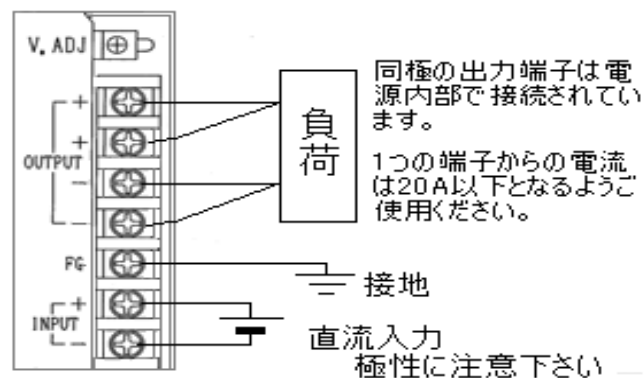 V. ADJ
+
+
OUTPUT
−
−
FG
+
INPUT
−
負荷
同極の出力端子は電
源内部で接続されてい
ます。
1つの端子からの電流
は20A以下となるようご
使用ください。
接地
直流入力
極性に注意下さい